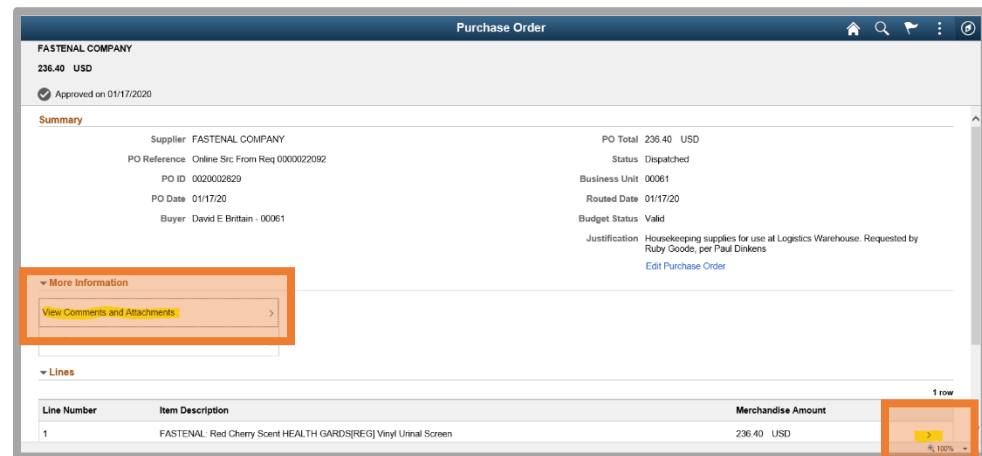 Purchase Order
FASTENAL COMPANY
236.40 USD
Approved on 01/17/2020
Summary
Supplier FASTENAL COMPANY
PO Total 236.40 USD
PO Reference Online Src From Req 0000022092
Status Dispatched
PO ID 0020002629
Business Unit 00061
PO Date 01/17/20
Routed Date 01/17/20
Buyer David E Brittain - 00061
Budget Status Valid
Justification Housekeeping supplies for use at Logistics Warehouse. Requested by
Ruby Goode, per Paul Dinkens
Edit Purchase Order
More Information
View Comments and Attachments
Lines
1 row
Line Number Item Description Merchandise Amount
1 FASTENAL: Red Cherry Scent HEALTH GARDS[REG] Vinyl Urinal Screen 236.40 USD
100%